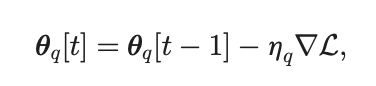 θ_q[t] = θ_q[t − 1] − η_q∇ℒ,